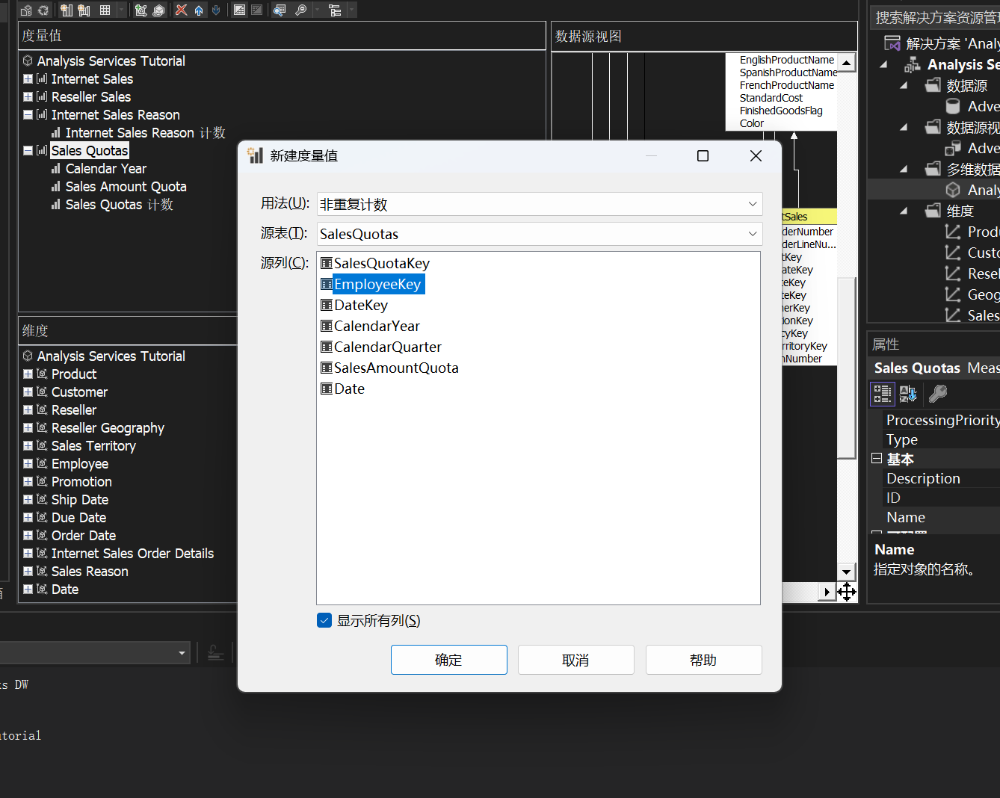 度量值
Analysis Services Tutorial
Internet Sales
Reseller Sales
Internet Sales Reason
Internet Sales Reason 计数
Sales Quotas
Calendar Year
Sales Amount Quota
Sales Quotas 计数
维度
Analysis Services Tutorial
Product
Customer
Reseller
Reseller Geography
Sales Territory
Employee
Promotion
Ship Date
Due Date
Order Date
Internet Sales Order Details
Sales Reason
Date
数据源视图
EnglishProductName
SpanishProductName
FrenchProductName
StandardCost
FinishedGoodsFlag
Color
tSales
derNumber
derLineNu...
tKey
ateKey
eKey
teKey
nerKey
tionKey
cyKey
rritoryKey
nNumber
新建度量值
用法(U):
非重复计数
源表(T):
SalesQuotas
源列(C):
SalesQuotaKey
EmployeeKey
DateKey
CalendarYear
CalendarQuarter
SalesAmountQuota
Date
显示所有列(S)
确定
取消
帮助
搜索解决方案资源管
解决方案 'Analy
Analysis Se
数据源
Adve
数据源视
Adve
多维数据
Analy
维度
Produ
Custo
Resel
Geog
Sales
属性
Sales Quotas Meas
ProcessingPriority
Type
基本
Description
ID
Name
Name
指定对象的名称。
ks DW
utorial